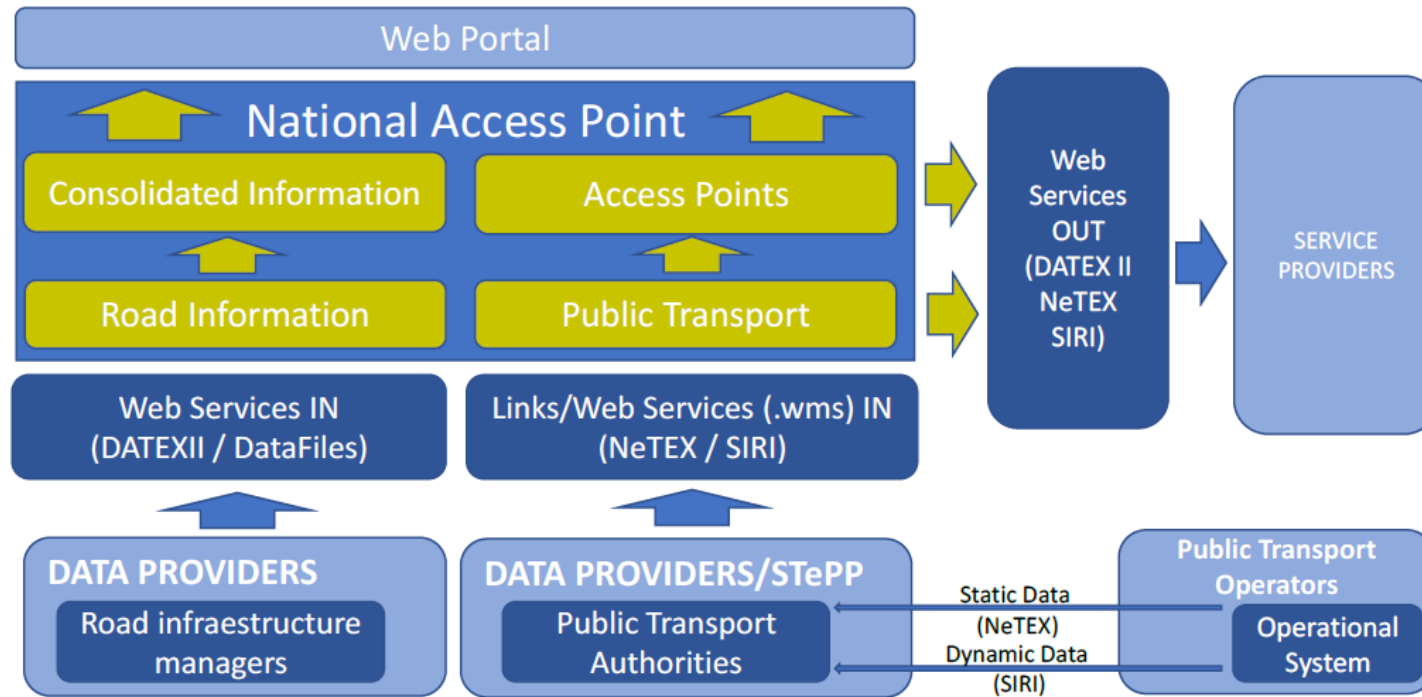 Web Portal
National Access Point
Consolidated Information
Access Points
Road Information
Public Transport
Web
Services
OUT
(DATEX II
NeTEX
SIRI)
SERVICE
PROVIDERS
Web Services IN
(DATEXII / DataFiles)
Links/Web Services (.wms) IN
(NeTEX / SIRI)
DATA PROVIDERS
Road infraestructure
managers
DATA PROVIDERS/STePP
Public Transport
Authorities
Static Data
(NeTEX)
Dynamic Data
(SIRI)
Public Transport
Operators
Operational
System